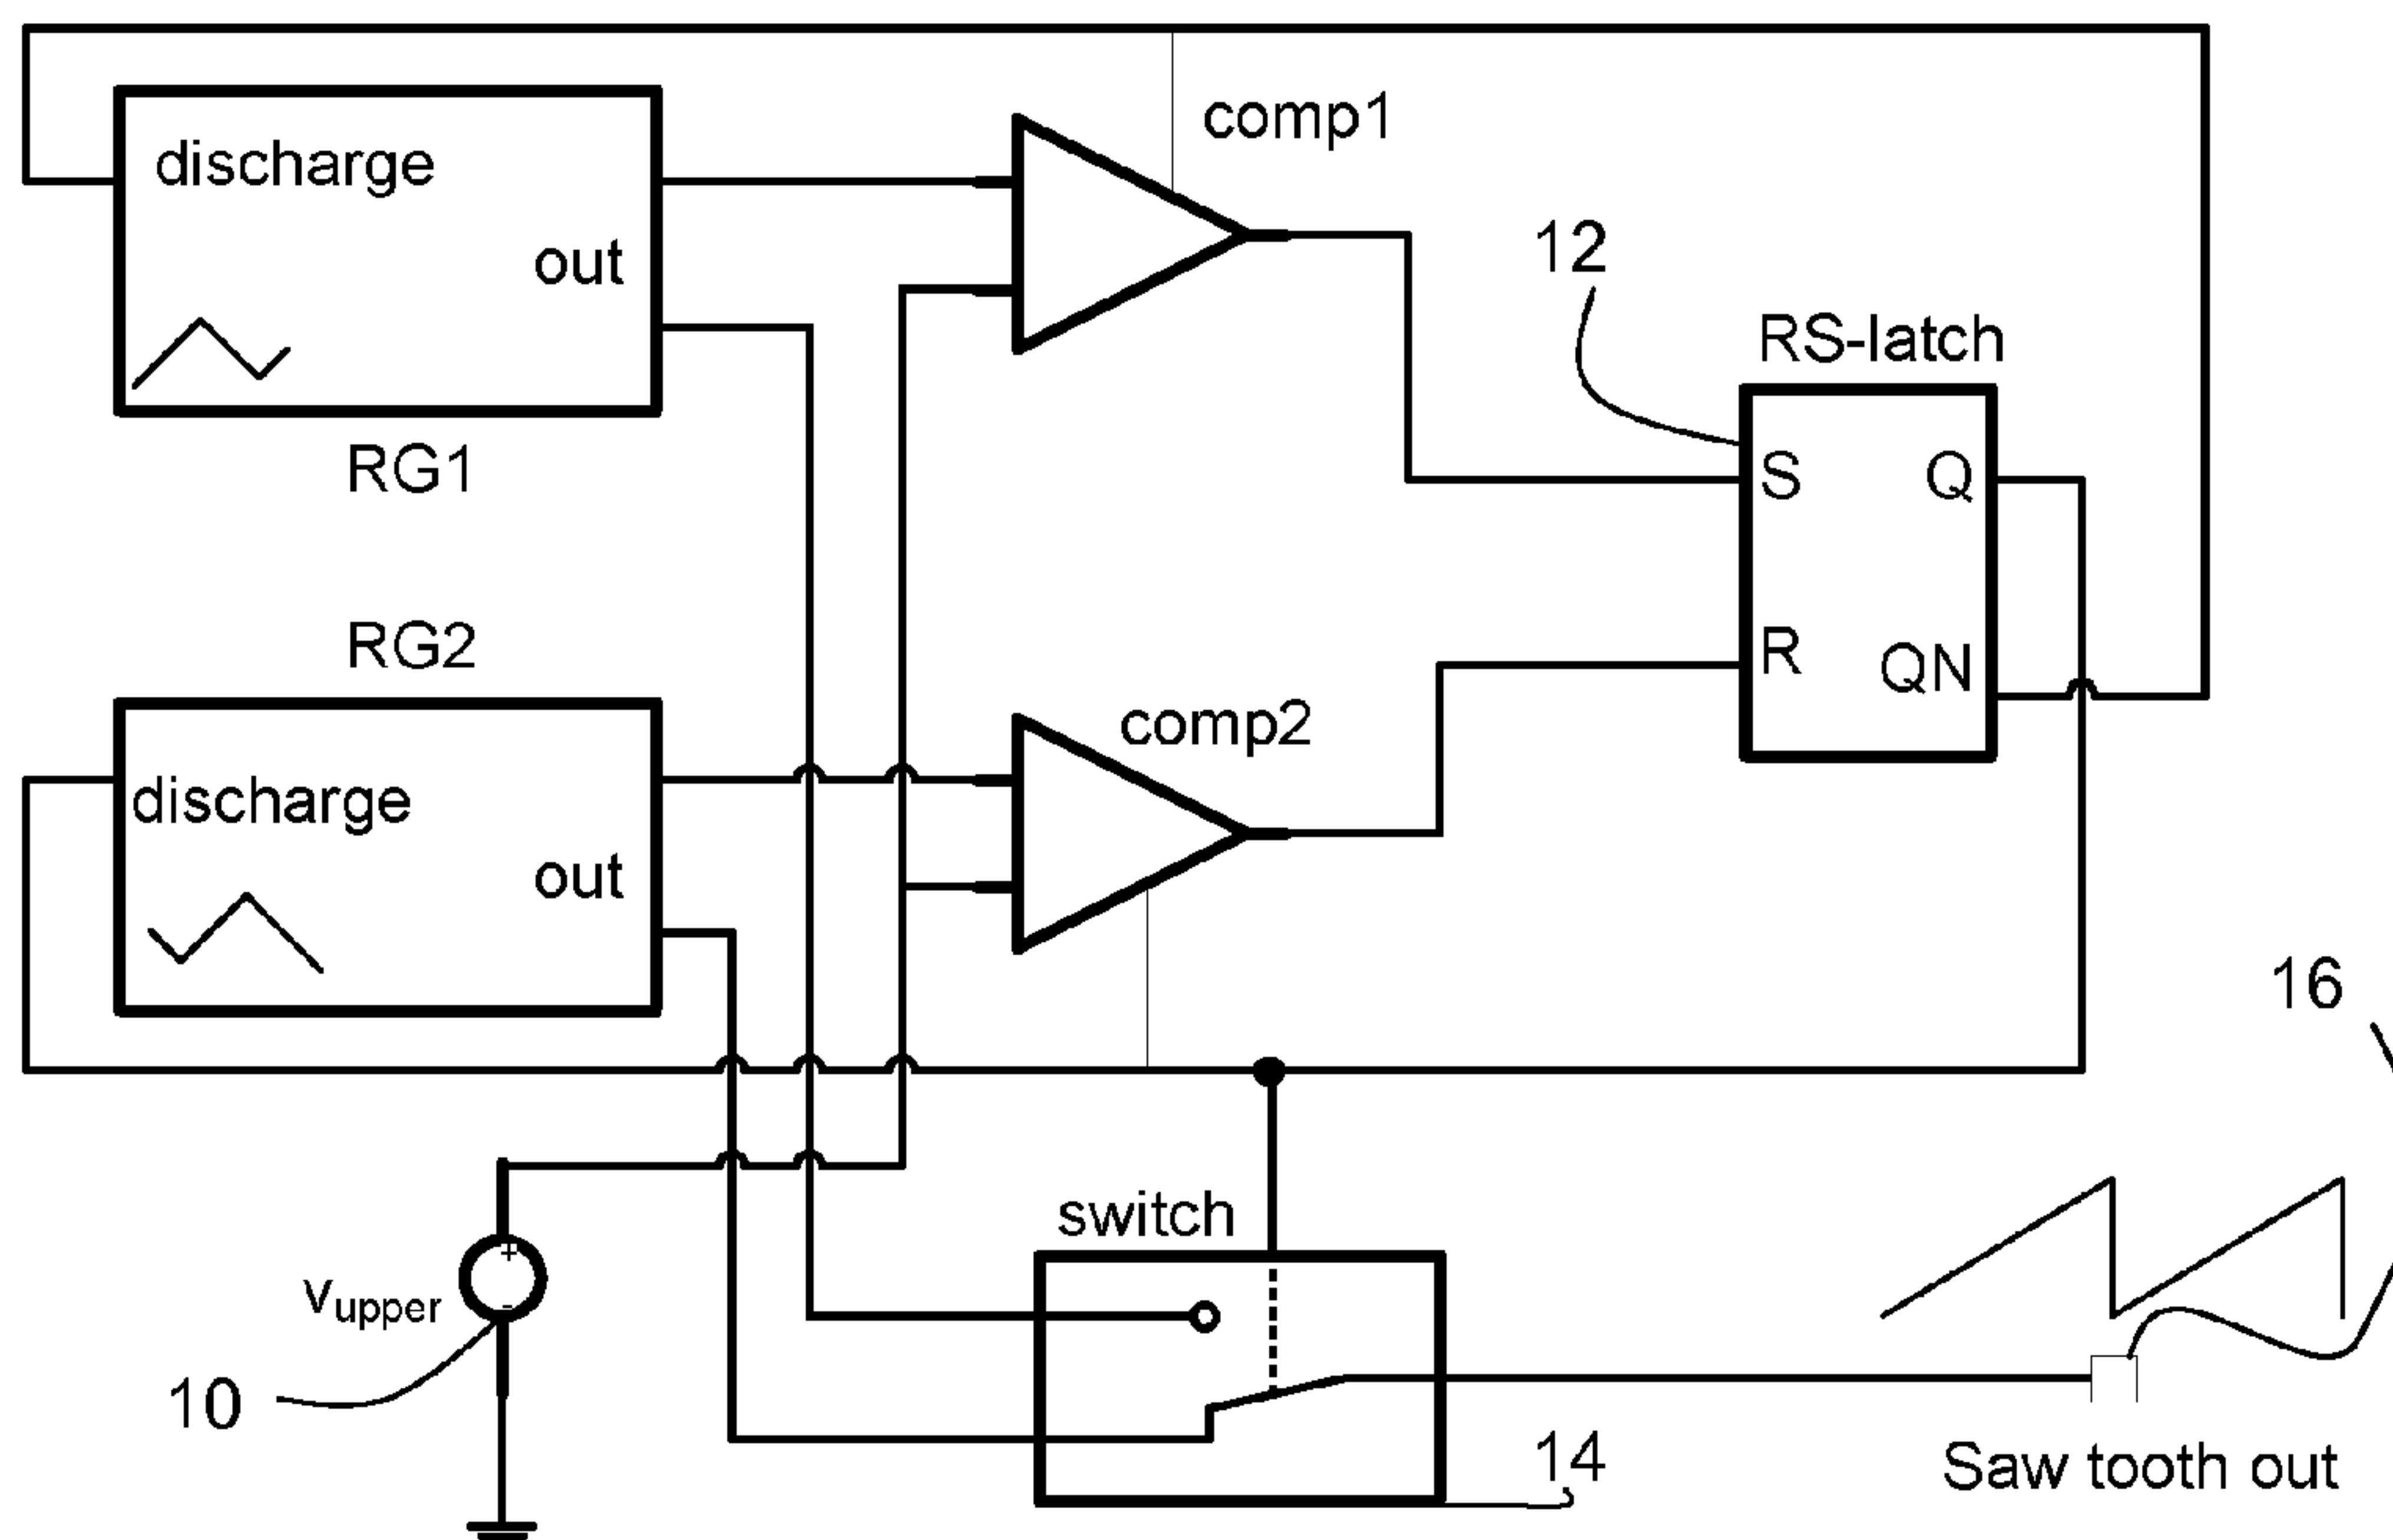 comp1
discharge
out
12
RS-latch
RG1
S Q
RG2
R QN
comp2
discharge
out
16
switch
+
Vupper
-
10
14
Saw tooth out